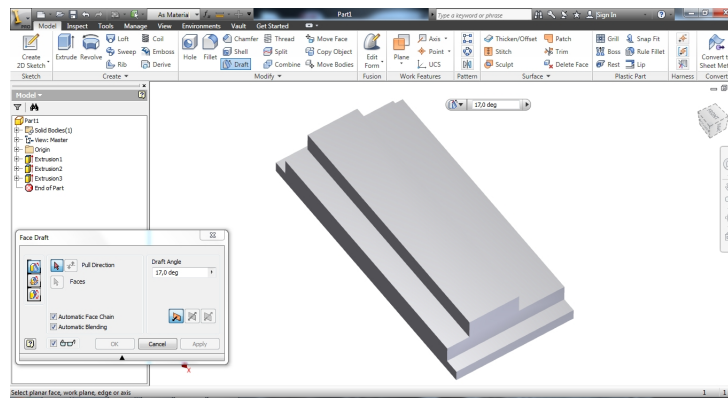 As Materia
Part1
Type a keyword or phrase
Sign In
PRO
Model Inspect Tools Manage View Environments Vault Get Started
Create 2D Sketch
Extrude Revolve
Loft
Sweep
Rib
Coil
Emboss
Derive
Hole Fillet
Chamfer
Shell
Draft
Thread
Split
Combine
Move Face
Copy Object
Move Bodies
Edit Form
Plane
Axis
Point
UCS
Thicken/Offset
Stitch
Sculpt
Patch
Trim
Delete Face
Grill
Boss
Rest
Snap Fit
Rule Fillet
Lip
Convert t
Sheet Met
Sketch Create Modify Fusion Work Features Pattern Surface Plastic Part Harness Convert
Model
Part1
Solid Bodies(1)
View: Master
Origin
Extrusion1
Extrusion2
Extrusion3
End of Part
17,0 deg
Face Draft
Pull Direction
Faces
Draft Angle
17,0 deg
Automatic Face Chain
Automatic Blending
OK Cancel Apply
X
Select planar face, work plane, edge or axis
1 1